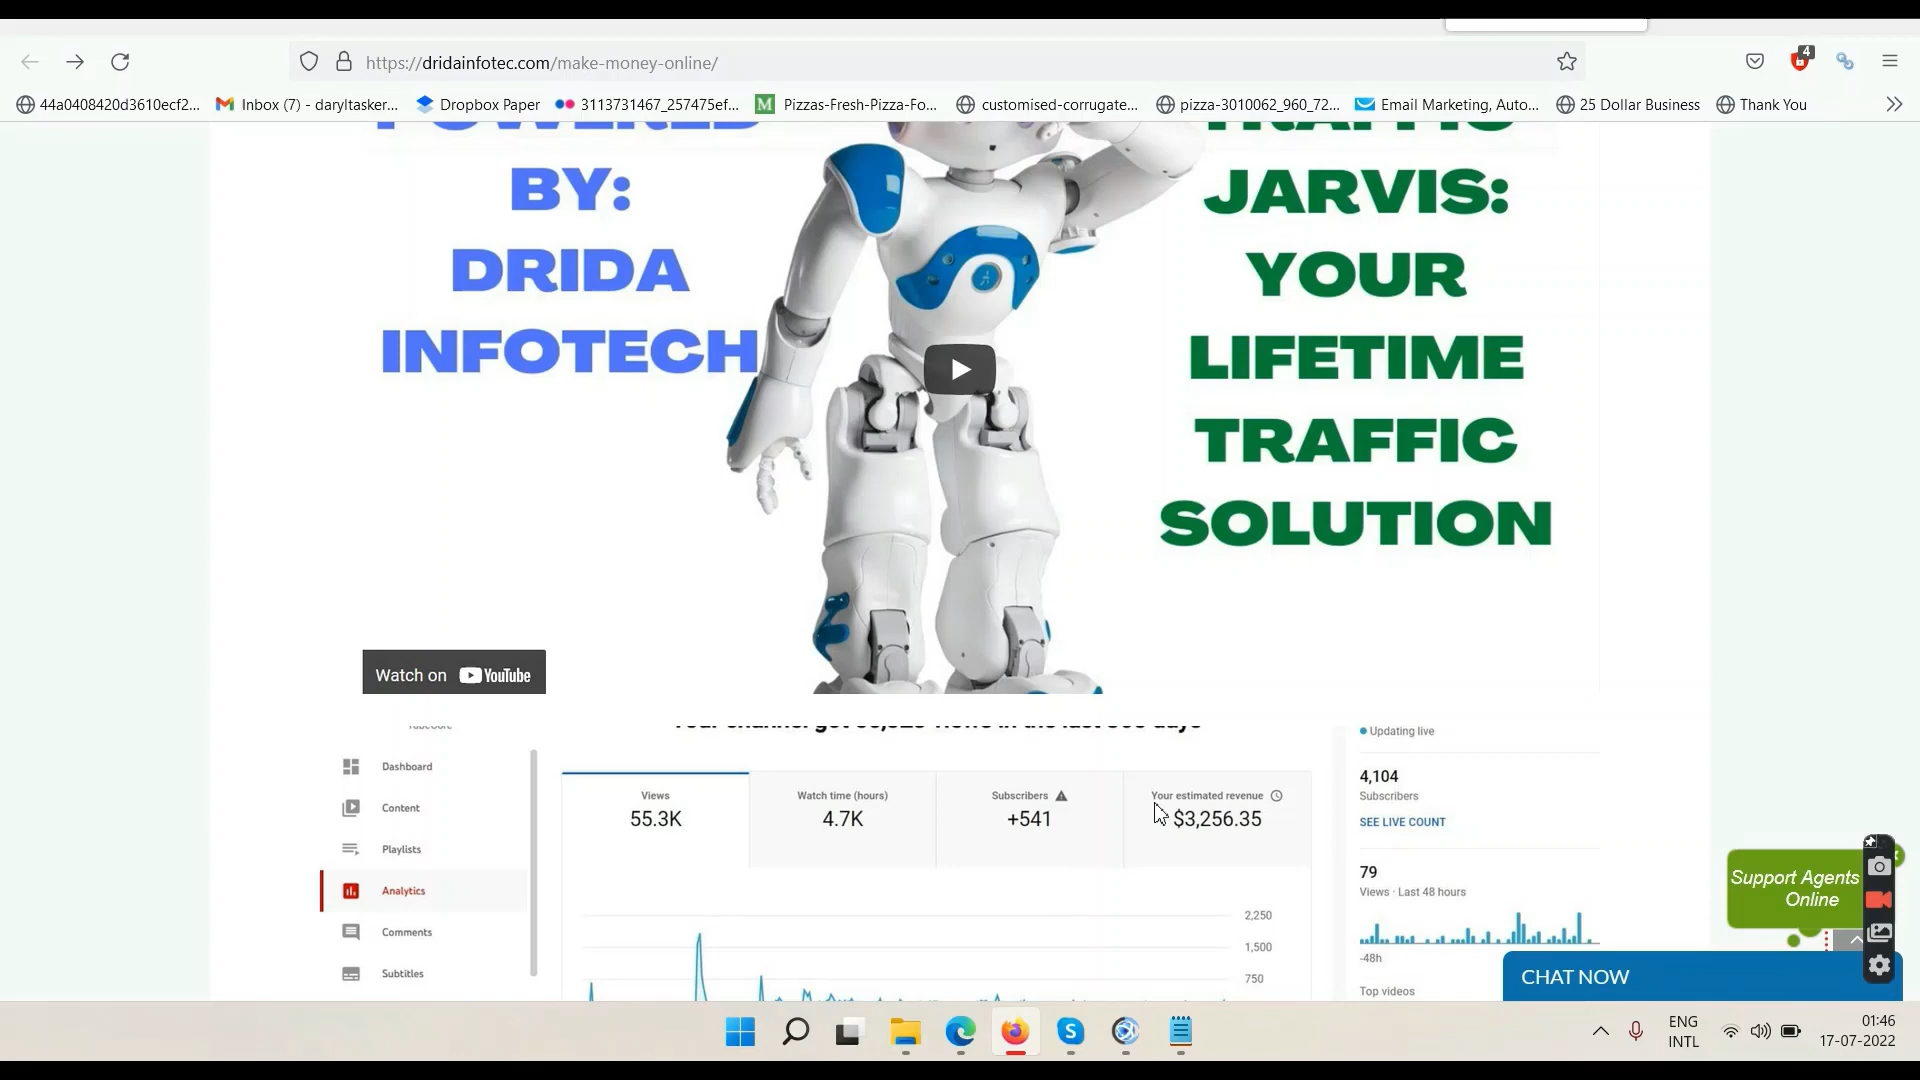 https://dridainfotec.com/make-money-online/
4
44a0408420d3610ecf2...
Inbox (7) - daryltasker...
Dropbox Paper
3113731467_257475ef...
Pizzas-Fresh-Pizza-Fo...
customised-corrugate...
pizza-3010062_960_72...
Email Marketing, Auto...
25 Dollar Business
Thank You
POWERED
BY:
DRIDA
INFOTECH
TRAFFIC
JARVIS:
YOUR
LIFETIME
TRAFFIC
SOLUTION
Watch on YouTube
Dashboard
Content
Playlists
Analytics
Comments
Subtitles
Views
55.3K
Watch time (hours)
4.7K
Subscribers
+541
Your estimated revenue
$3,256.35
2,250
1,500
750
Updating live
4,104
Subscribers
SEE LIVE COUNT
79
Views · Last 48 hours
-48h
Top videos
Support Agents
Online
CHAT NOW
ENG
INTL
01:46
17-07-2022